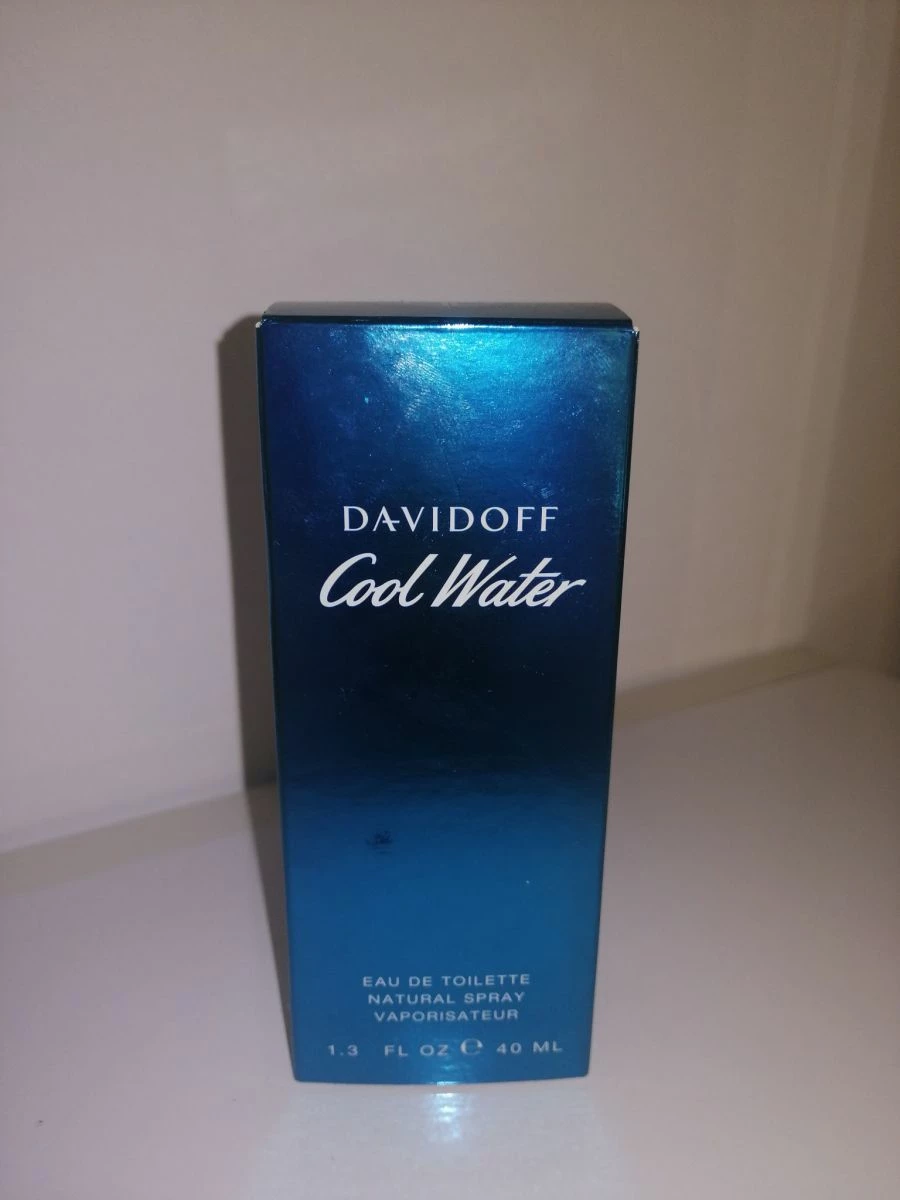 DAVIDOFF
Cool Water
EAU DE TOILETTE
NATURAL SPRAY
VAPORISATEUR
1.3 FL OZ ℮ 40 ML